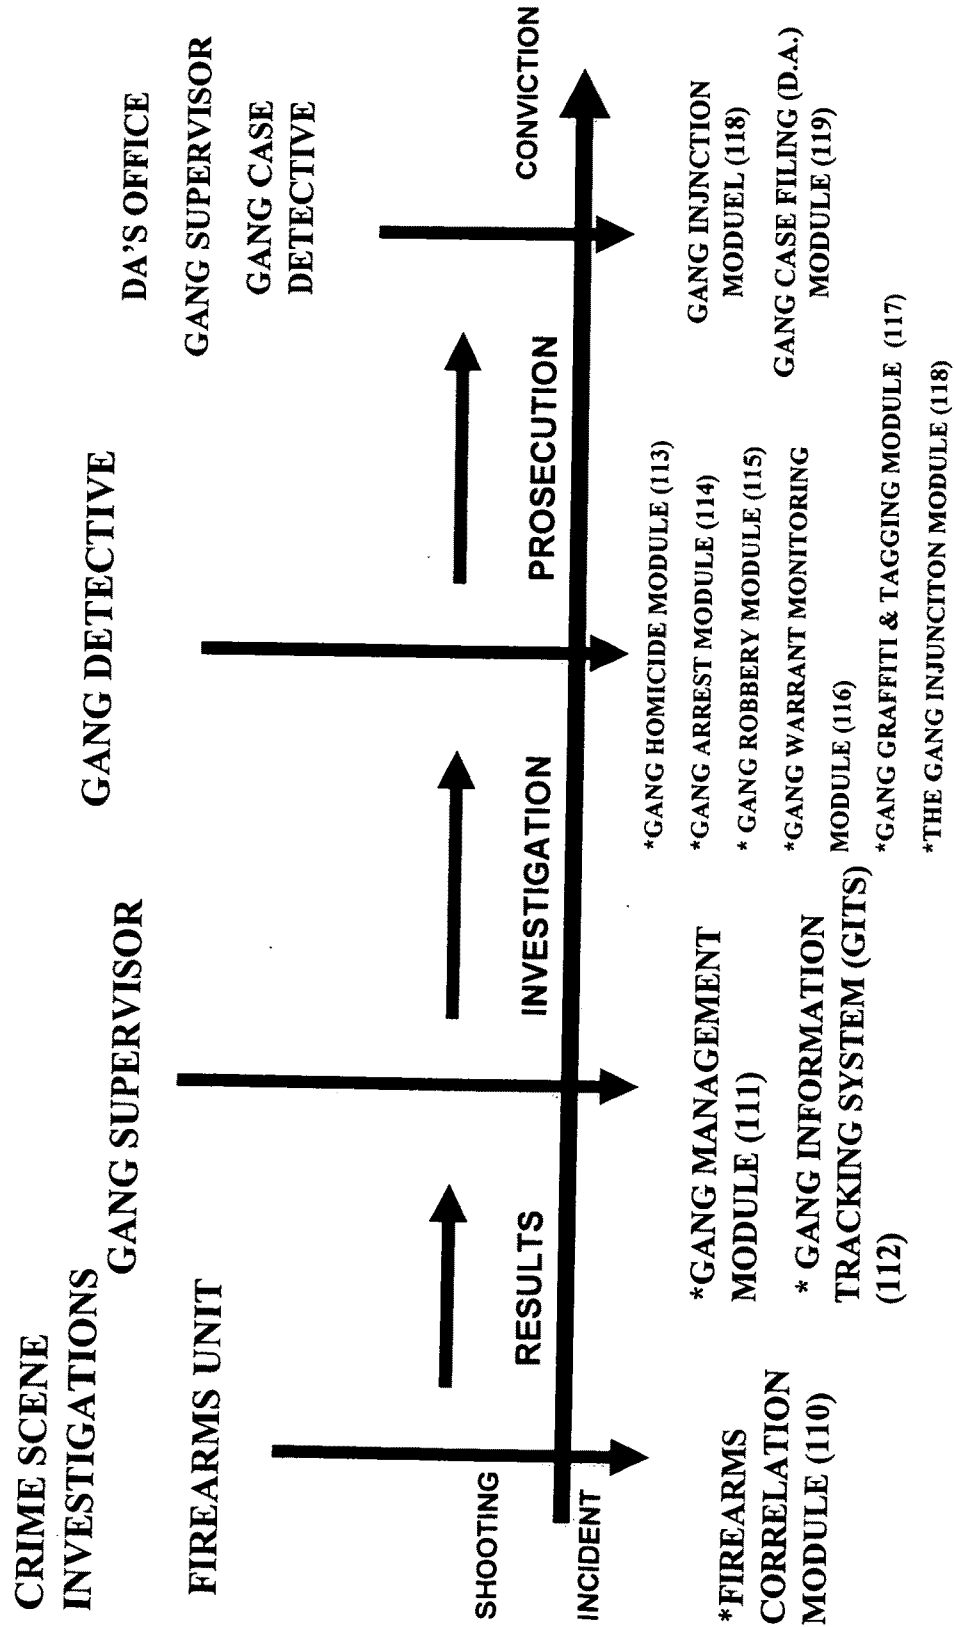 CRIME SCENE
INVESTIGATIONS
FIREARMS UNIT
GANG SUPERVISOR
GANG DETECTIVE
DA'S OFFICE
GANG SUPERVISOR
GANG CASE
DETECTIVE
SHOOTING
INCIDENT
RESULTS
INVESTIGATION
PROSECUTION
CONVICTION
*FIREARMS
CORRELATION
MODULE (110)
*GANG MANAGEMENT
MODULE (111)
* GANG INFORMATION
TRACKING SYSTEM (GITS)
(112)
*GANG HOMICIDE MODULE (113)
*GANG ARREST MODULE (114)
* GANG ROBBERY MODULE (115)
*GANG WARRANT MONITORING
MODULE (116)
*GANG GRAFFITI & TAGGING MODULE (117)
*THE GANG INJUNCITON MODULE (118)
GANG INJNCTION
MODUEL (118)
GANG CASE FILING (D.A.)
MODULE (119)